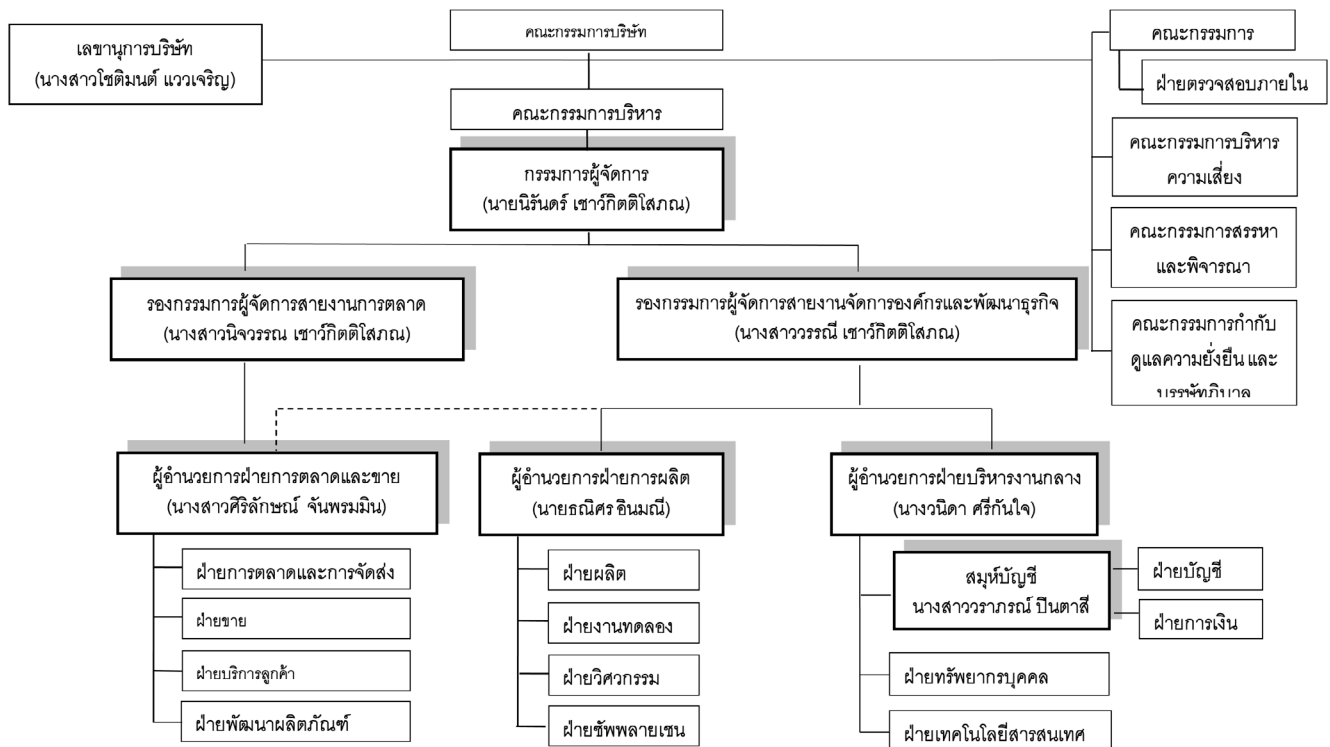 คณะกรรมการบริษัท
เลขานุการบริษัท
(นางสาวโชติมนต์ แววเจริญ)
คณะกรรมการ
ฝ่ายตรวจสอบภายใน
คณะกรรมการบริหาร
คณะกรรมการบริหาร
ความเสี่ยง
กรรมการผู้จัดการ
(นายนิรันดร์ เชาว์กิตติโสภณ)
คณะกรรมการสรรหา
และพิจารณา
รองกรรมการผู้จัดการสายงานการตลาด
(นางสาวนิจวรรณ เชาว์กิตติโสภณ)
รองกรรมการผู้จัดการสายงานจัดการองค์กรและพัฒนาธุรกิจ
(นางสาววรรณี เชาว์กิตติโสภณ)
คณะกรรมการกำกับ
ดูแลความยั่งยืน และ
บรรษัทภิบาล
ผู้อำนวยการฝ่ายการตลาดและขาย
(นางสาวศิริลักษณ์ จันพรมมิน)
ผู้อำนวยการฝ่ายการผลิต
(นายธณิศร อินมณี)
ผู้อำนวยการฝ่ายบริหารงานกลาง
(นางวนิดา ศรีกันใจ)
ฝ่ายการตลาดและการจัดส่ง
ฝ่ายขาย
ฝ่ายบริการลูกค้า
ฝ่ายพัฒนาผลิตภัณฑ์
ฝ่ายผลิต
ฝ่ายงานทดลอง
ฝ่ายวิศวกรรม
ฝ่ายซัพพลายเชน
สมุห์บัญชี
นางสาววราภรณ์ ปินตาสี
ฝ่ายบัญชี
ฝ่ายการเงิน
ฝ่ายทรัพยากรบุคคล
ฝ่ายเทคโนโลยีสารสนเทศ